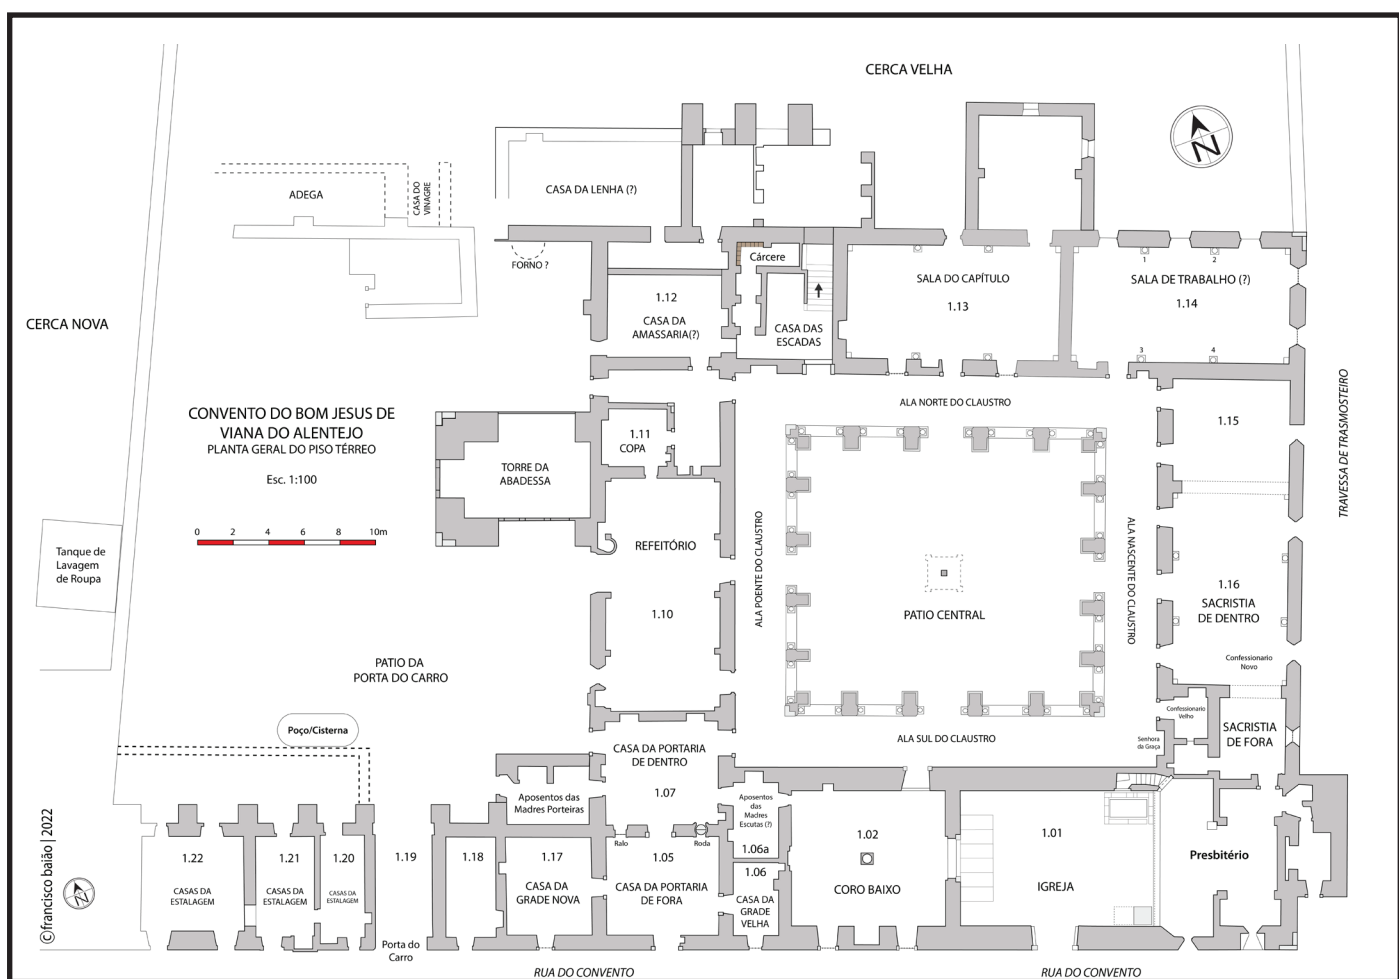 CERCA VELHA
N
ADEGA
CASA DO
VINAGRE
CASA DA LENHA (?)
FORNO ?
Cárcere
SALA DO CAPÍTULO
1.13
1
2
SALA DE TRABALHO (?)
1.14
3
4
CERCA NOVA
1.12
CASA DA
AMASSARIA(?)
CASA DAS
ESCADAS
CONVENTO DO BOM JESUS DE
VIANA DO ALENTEJO
PLANTA GERAL DO PISO TÉRREO
Esc. 1:100
0 2 4 6 8 10m
ALA NORTE DO CLAUSTRO
1.15
TRAVESSA DE TRASMOSTEIRO
1.11
COPA
TORRE DA
ABADESSA
REFEITÓRIO
1.10
Tanque de
Lavagem
de Roupa
ALA POENTE DO CLAUSTRO
PATIO CENTRAL
ALA NASCENTE DO CLAUSTRO
1.16
SACRISTIA
DE DENTRO
Confessionario
Novo
PATIO DA
PORTA DO CARRO
Poço/Cisterna
Confessionario
Velho
SACRISTIA
DE FORA
Senhora
da Graça
ALA SUL DO CLAUSTRO
CASA DA PORTARIA
DE DENTRO
1.07
Aposentos das
Madres Porteiras
Aposentos
das
Madres
Escutas (?)
1.06a
Ralo
Roda
1.22
CASAS DA
ESTALAGEM
1.21
CASAS DA
ESTALAGEM
1.20
CASAS DA
ESTALAGEM
1.19
1.18
1.17
CASA DA
GRADE NOVA
1.05
CASA DA PORTARIA
DE FORA
1.06
CASA DA
GRADE
VELHA
1.02
CORO BAIXO
1.01
IGREJA
Presbitério
Porta do
Carro
RUA DO CONVENTO
RUA DO CONVENTO
©francisco baião | 2022
N